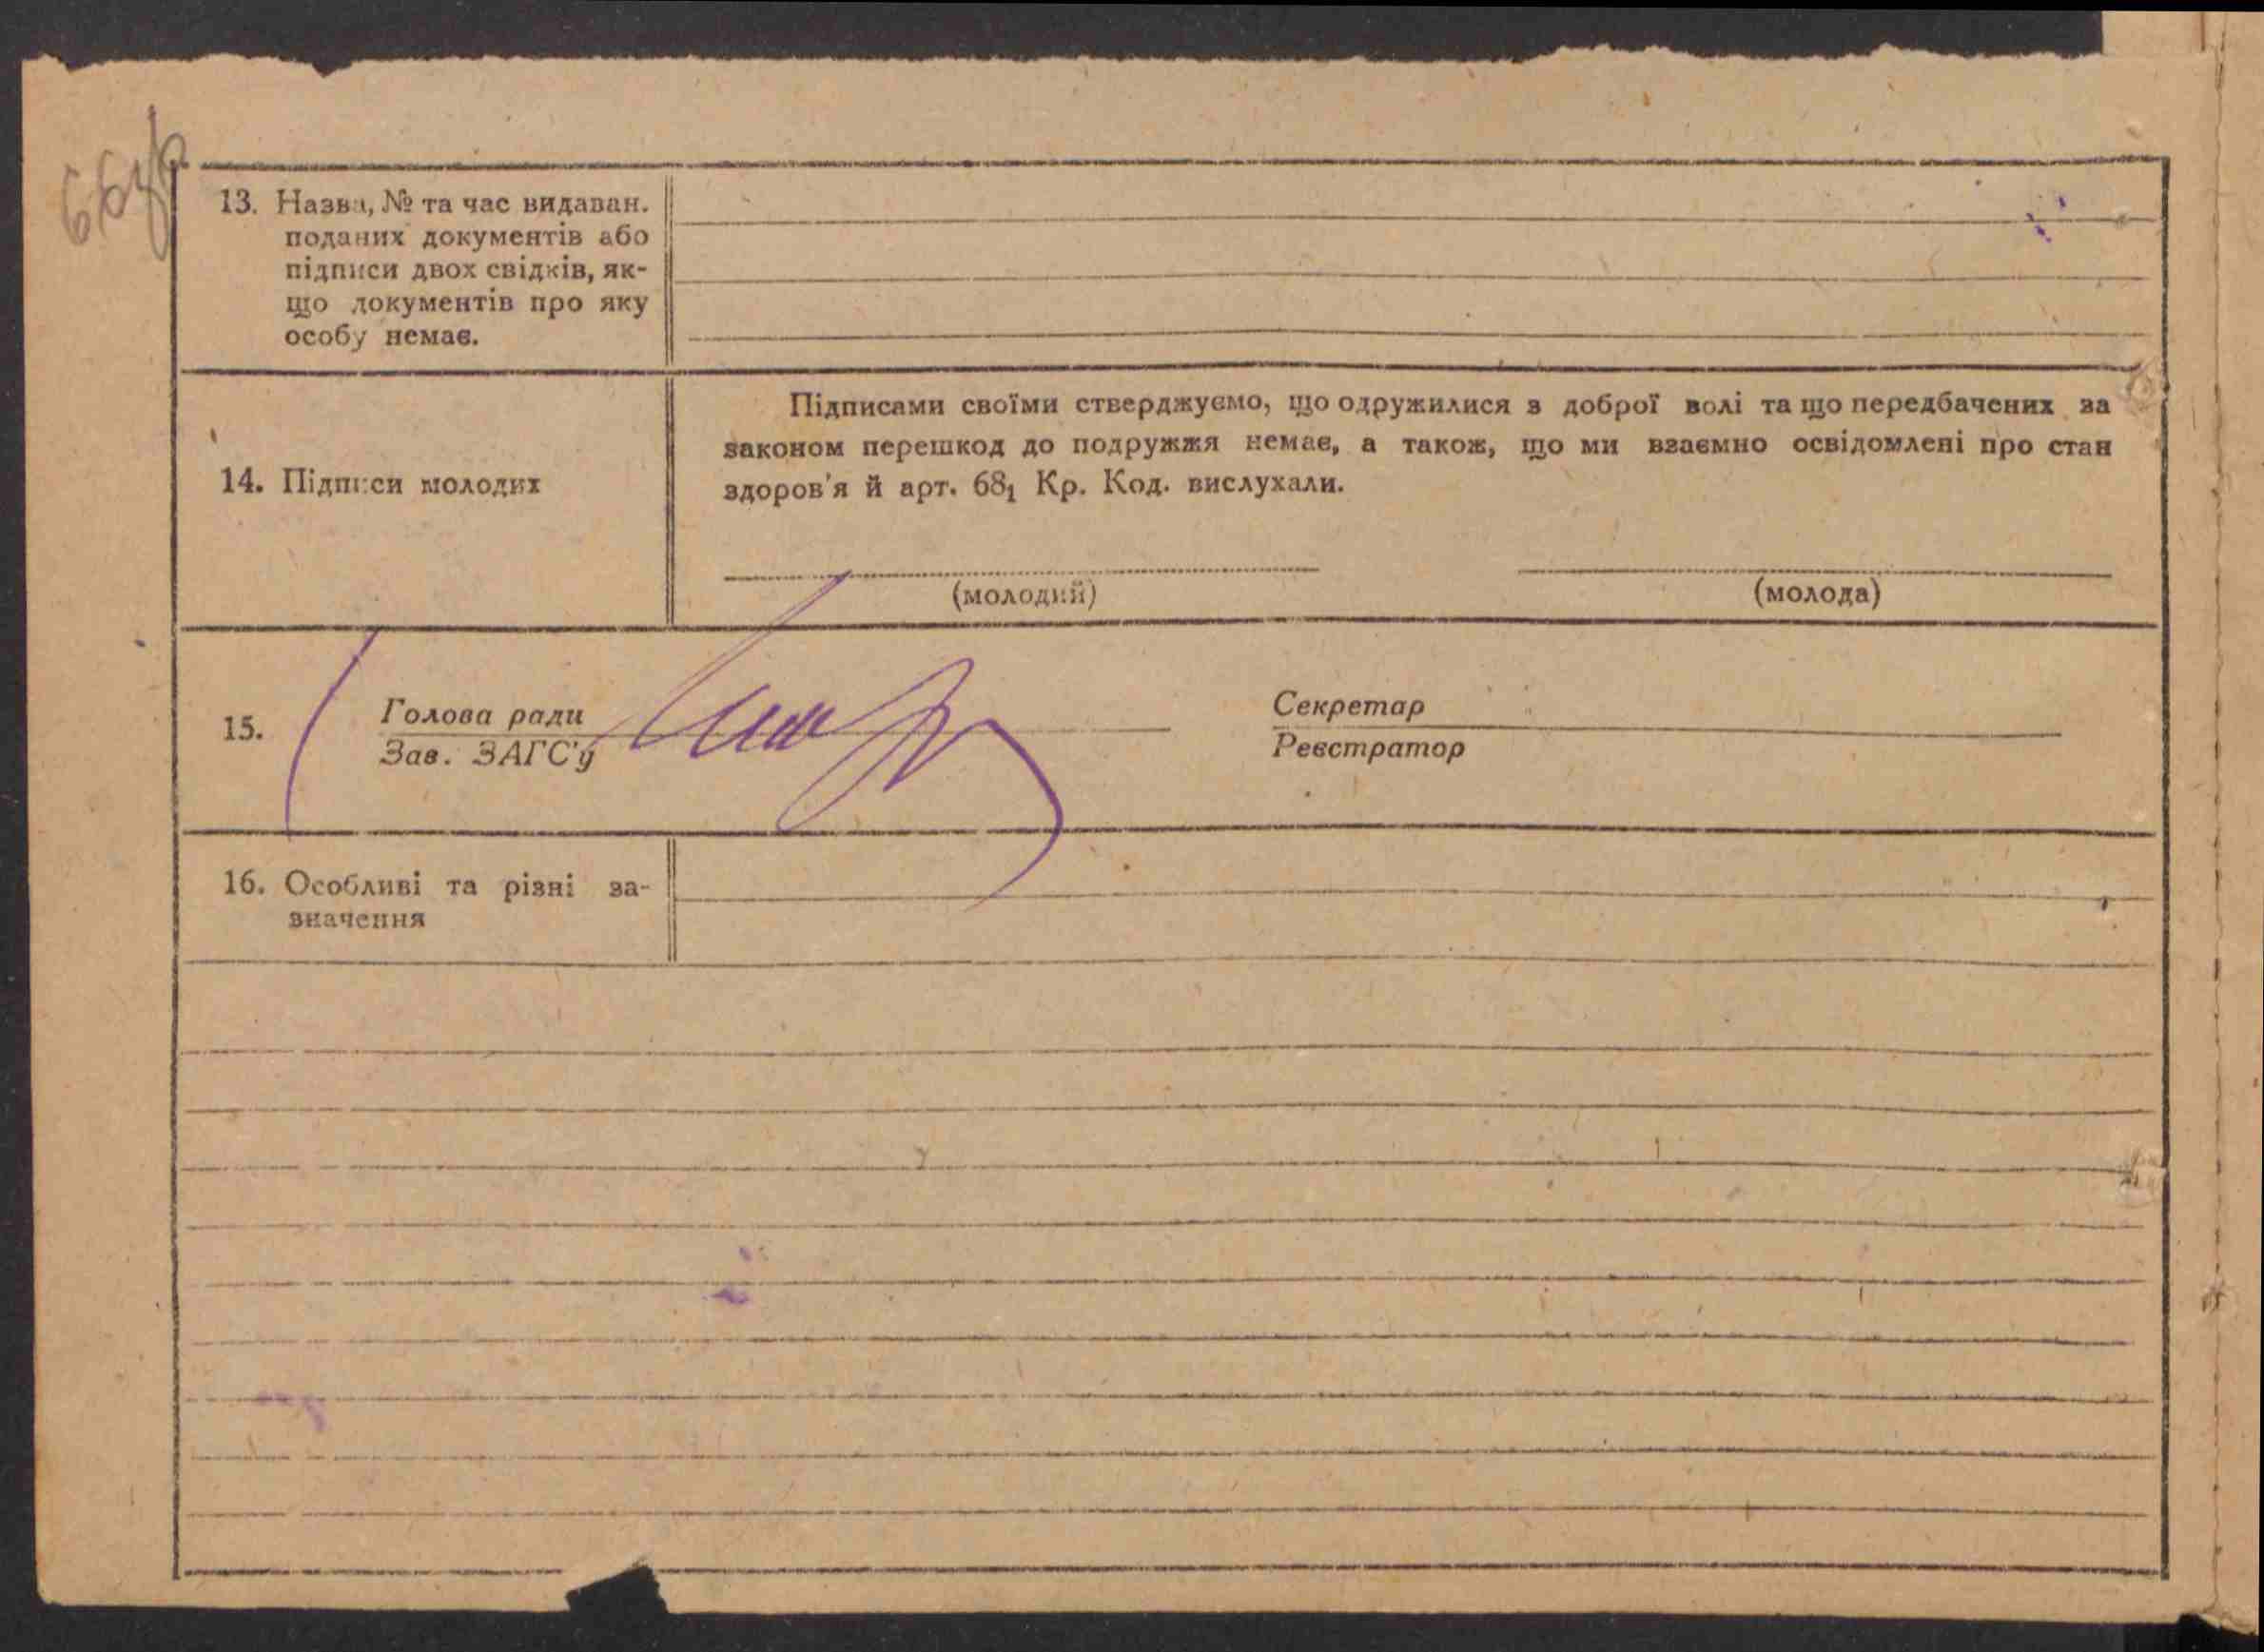 13. Назва, № та час видаван.
поданих документів або
підписи двох свідків, як-
що документів про яку
особу немає.
14. Підписи молодих
Підписами своїми стверджуємо, що одружилися з доброї волі та що передбачених за
законом перешкод до подружжя немає, а також, що ми взаємно освідомлені про стан
здоров'я й арт. 68₁ Кр. Код. вислухали.
(молодий)
(молода)
15.
Голова ради
Зав. ЗАГС'у
Секретар
Реєстратор
16. Особливі та різні за-
значення